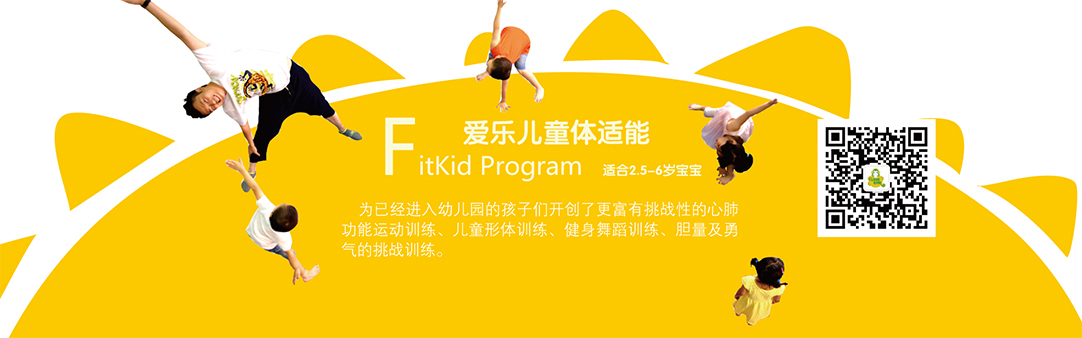 爱乐儿童体适能
FitKid Program 适合2.5-6岁宝宝
为已经进入幼儿园的孩子们开创了更富有挑战性的心肺
功能运动训练、儿童形体训练、健身舞蹈训练、胆量及勇
气的挑战训练。